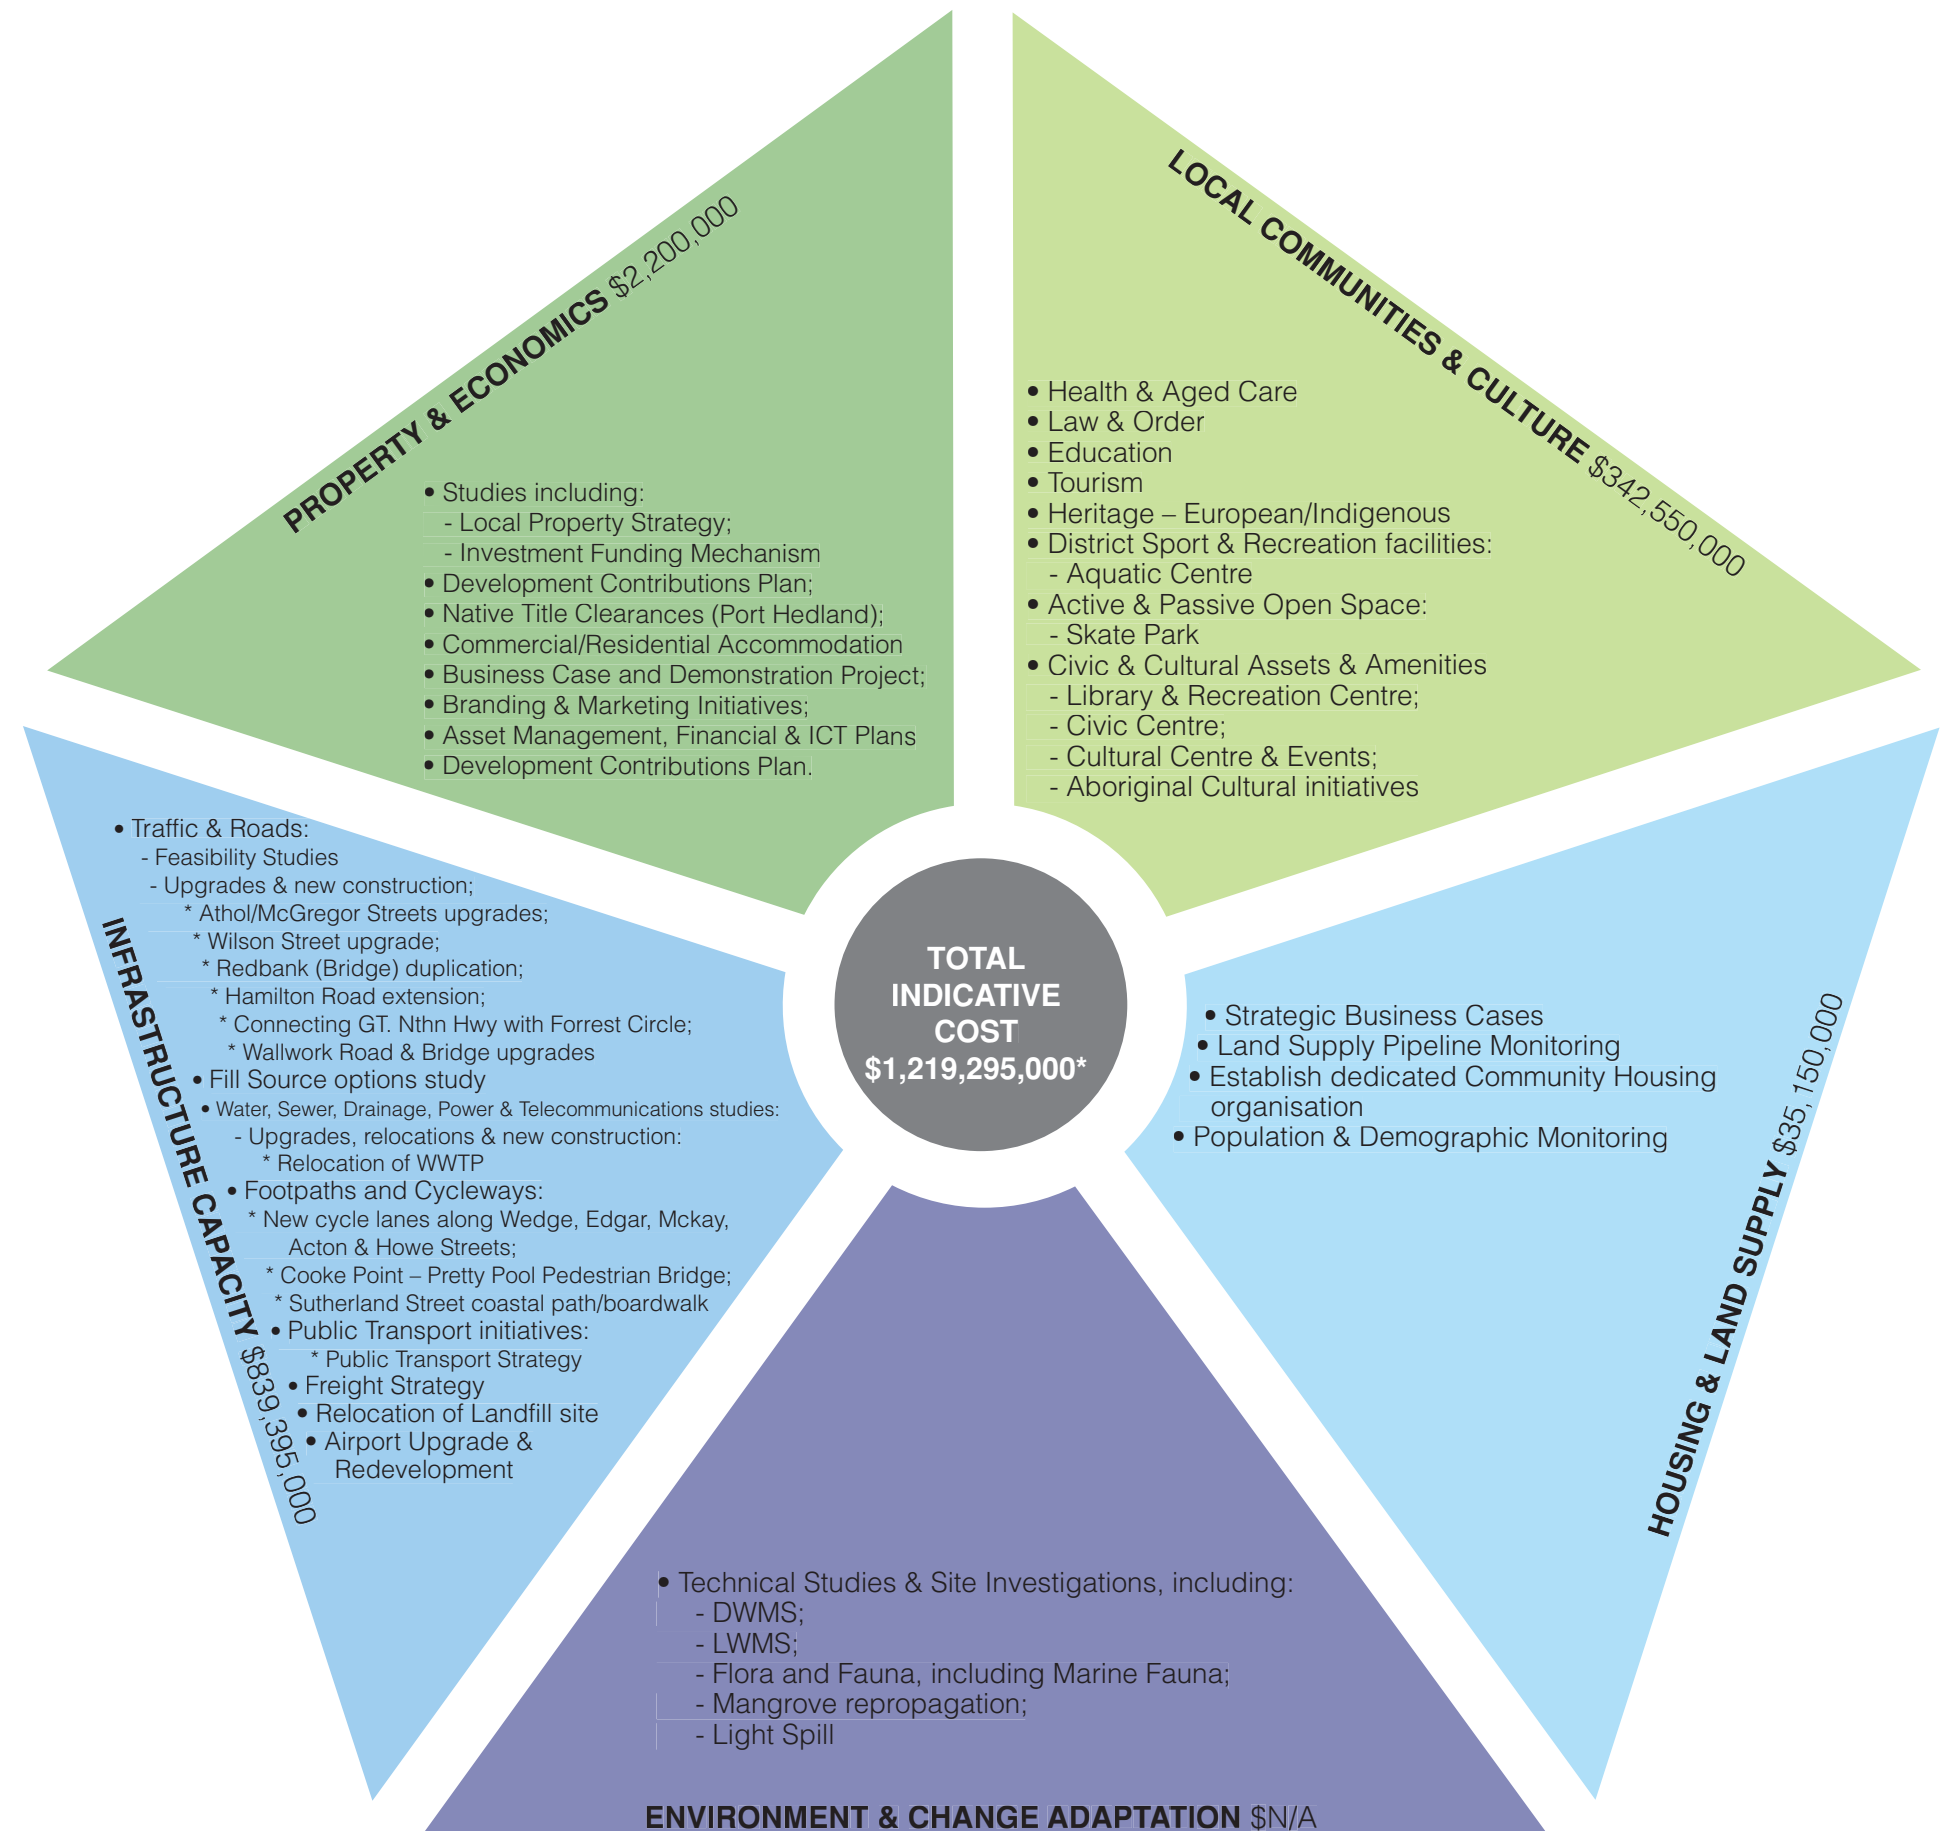 PROPERTY & ECONOMICS $2,200,000
• Studies including:
- Local Property Strategy;
- Investment Funding Mechanism
• Development Contributions Plan;
• Native Title Clearances (Port Hedland);
• Commercial/Residential Accommodation
• Business Case and Demonstration Project;
• Branding & Marketing Initiatives;
• Asset Management, Financial & ICT Plans
• Development Contributions Plan.
LOCAL COMMUNITIES & CULTURE $342,550,000
• Health & Aged Care
• Law & Order
• Education
• Tourism
• Heritage – European/Indigenous
• District Sport & Recreation facilities:
- Aquatic Centre
• Active & Passive Open Space:
- Skate Park
• Civic & Cultural Assets & Amenities
- Library & Recreation Centre;
- Civic Centre;
- Cultural Centre & Events;
- Aboriginal Cultural initiatives
INFRASTRUCTURE CAPACITY $839,395,000
• Traffic & Roads:
- Feasibility Studies
- Upgrades & new construction;
* Athol/McGregor Streets upgrades;
* Wilson Street upgrade;
* Redbank (Bridge) duplication;
* Hamilton Road extension;
* Connecting GT. Nthn Hwy with Forrest Circle;
* Wallwork Road & Bridge upgrades
• Fill Source options study
• Water, Sewer, Drainage, Power & Telecommunications studies:
- Upgrades, relocations & new construction:
* Relocation of WWTP
• Footpaths and Cycleways:
* New cycle lanes along Wedge, Edgar, Mckay,
Acton & Howe Streets;
* Cooke Point – Pretty Pool Pedestrian Bridge;
* Sutherland Street coastal path/boardwalk
• Public Transport initiatives:
* Public Transport Strategy
• Freight Strategy
• Relocation of Landfill site
• Airport Upgrade &
Redevelopment
TOTAL
INDICATIVE
COST
$1,219,295,000*
• Strategic Business Cases
• Land Supply Pipeline Monitoring
• Establish dedicated Community Housing
organisation
• Population & Demographic Monitoring
HOUSING & LAND SUPPLY $35,150,000
• Technical Studies & Site Investigations, including:
- DWMS;
- LWMS;
- Flora and Fauna, including Marine Fauna;
- Mangrove repropagation;
- Light Spill
ENVIRONMENT & CHANGE ADAPTATION $N/A